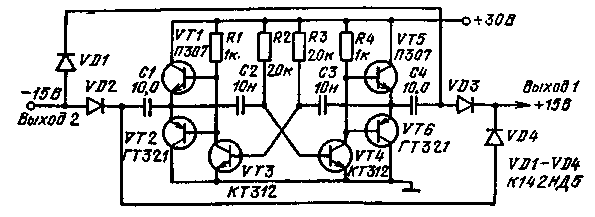 +30В
VT1
П307
R1
1к
R2
20к
R3
20к
R4
1к
VT5
П307
VD1
C1
10,0
C2
10н
C3
10н
C4
10,0
VD3
Выход 1
+15В
-15В
VD2
Выход 2
VT2
ГТ321
VT3
КТ312
VT4
КТ312
VT6
ГТ321
VD4
VD1-VD4
К142НД5